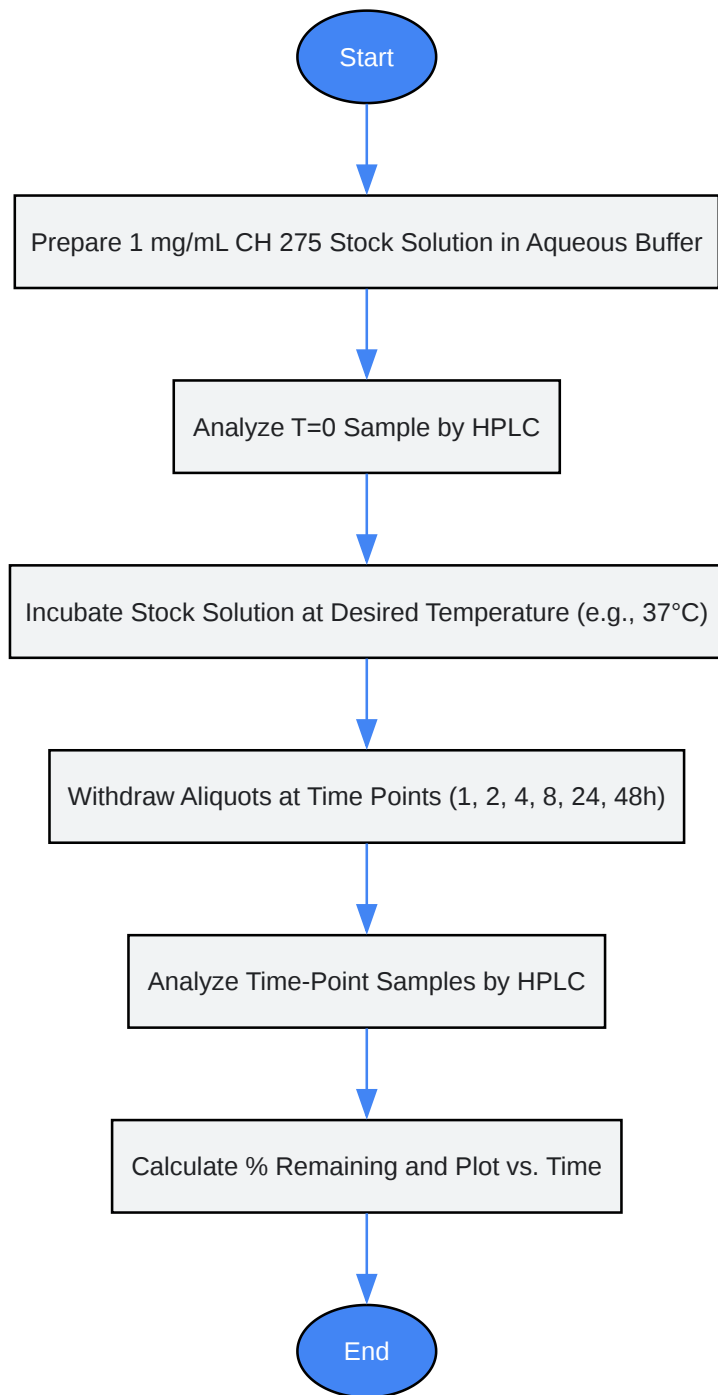 Start
Prepare 1 mg/mL CH 275 Stock Solution in Aqueous Buffer
Analyze T=0 Sample by HPLC
Incubate Stock Solution at Desired Temperature (e.g., 37°C)
Withdraw Aliquots at Time Points (1, 2, 4, 8, 24, 48h)
Analyze Time-Point Samples by HPLC
Calculate % Remaining and Plot vs. Time
End